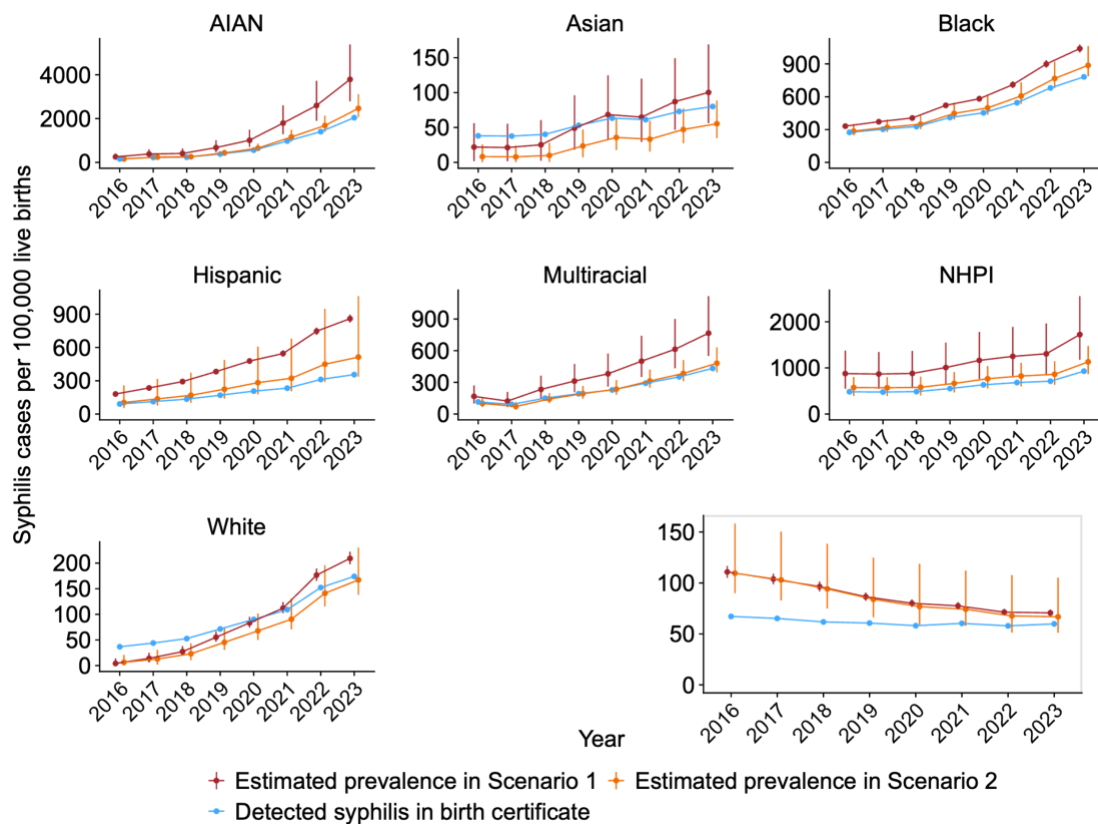 Syphilis cases per 100,000 live births
AIAN
4000
2000
0
2016 2017 2018 2019 2020 2021 2022 2023
Asian
150
100
50
0
2016 2017 2018 2019 2020 2021 2022 2023
Black
900
600
300
0
2016 2017 2018 2019 2020 2021 2022 2023
Hispanic
900
600
300
0
2016 2017 2018 2019 2020 2021 2022 2023
Multiracial
900
600
300
0
2016 2017 2018 2019 2020 2021 2022 2023
NHPI
2000
1000
0
2016 2017 2018 2019 2020 2021 2022 2023
White
200
150
100
50
0
2016 2017 2018 2019 2020 2021 2022 2023
150
100
50
0
2016 2017 2018 2019 2020 2021 2022 2023
Year
Estimated prevalence in Scenario 1 Estimated prevalence in Scenario 2
Detected syphilis in birth certificate